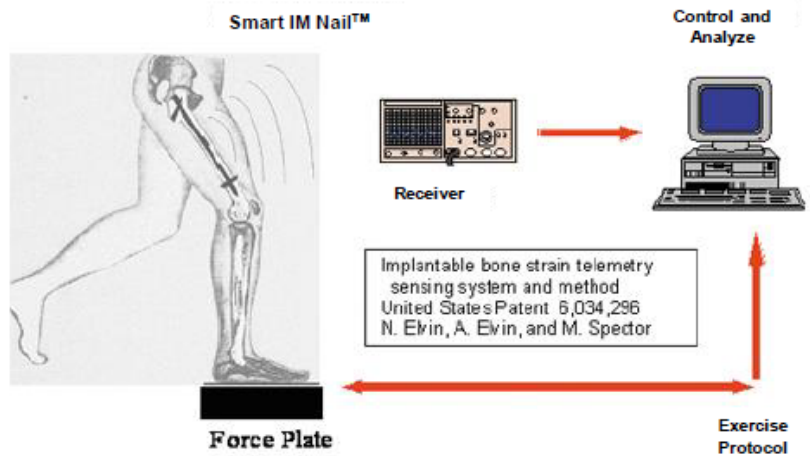 Smart IM Nail™
Control and
Analyze
Receiver
Implantable bone strain telemetry
sensing system and method
United States Patent 6,034,296
N. Elvin, A. Elvin, and M. Spector
Force Plate
Exercise
Protocol